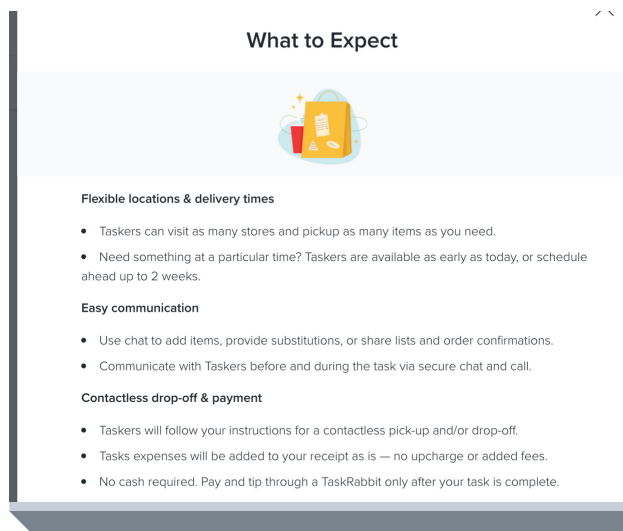 What to Expect
Flexible locations & delivery times
• Taskers can visit as many stores and pickup as many items as you need.
• Need something at a particular time? Taskers are available as early as today, or schedule
ahead up to 2 weeks.
Easy communication
• Use chat to add items, provide substitutions, or share lists and order confirmations.
• Communicate with Taskers before and during the task via secure chat and call.
Contactless drop-off & payment
• Taskers will follow your instructions for a contactless pick-up and/or drop-off.
• Tasks expenses will be added to your receipt as is — no upcharge or added fees.
• No cash required. Pay and tip through a TaskRabbit only after your task is complete.